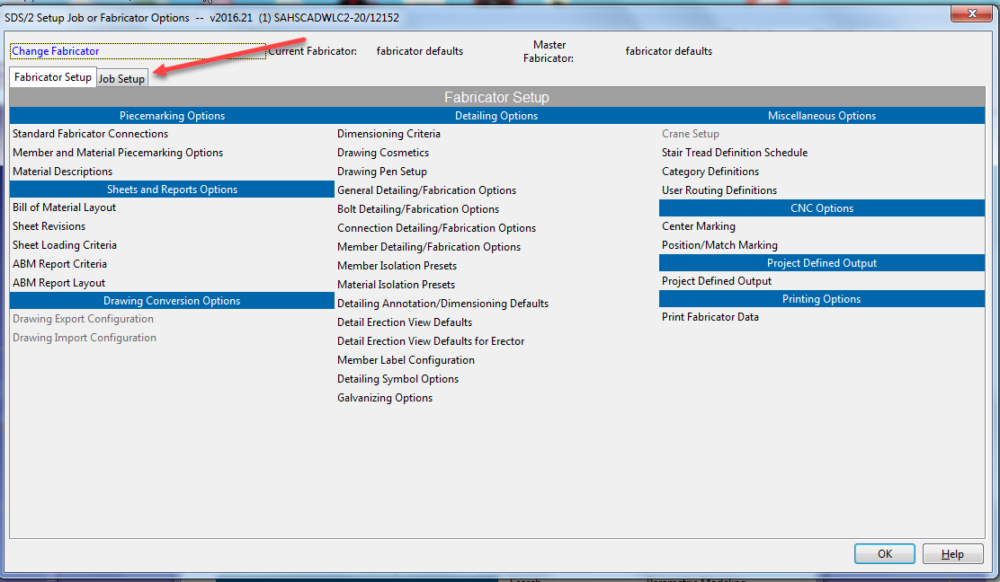 SDS/2 Setup Job or Fabricator Options -- v2016.21 (1) SAHSCADWLC2-20/12152
Change Fabricator
Current Fabricator:
fabricator defaults
Master
Fabricator:
fabricator defaults
Fabricator Setup
Job Setup
Fabricator Setup
Piecemarking Options
Standard Fabricator Connections
Member and Material Piecemarking Options
Material Descriptions
Sheets and Reports Options
Bill of Material Layout
Sheet Revisions
Sheet Loading Criteria
ABM Report Criteria
ABM Report Layout
Drawing Conversion Options
Drawing Export Configuration
Drawing Import Configuration
Detailing Options
Dimensioning Criteria
Drawing Cosmetics
Drawing Pen Setup
General Detailing/Fabrication Options
Bolt Detailing/Fabrication Options
Connection Detailing/Fabrication Options
Member Detailing/Fabrication Options
Member Isolation Presets
Material Isolation Presets
Detailing Annotation/Dimensioning Defaults
Detail Erection View Defaults
Detail Erection View Defaults for Erector
Member Label Configuration
Detailing Symbol Options
Galvanizing Options
Miscellaneous Options
Crane Setup
Stair Tread Definition Schedule
Category Definitions
User Routing Definitions
CNC Options
Center Marking
Position/Match Marking
Project Defined Output
Project Defined Output
Printing Options
Print Fabricator Data
OK
Help